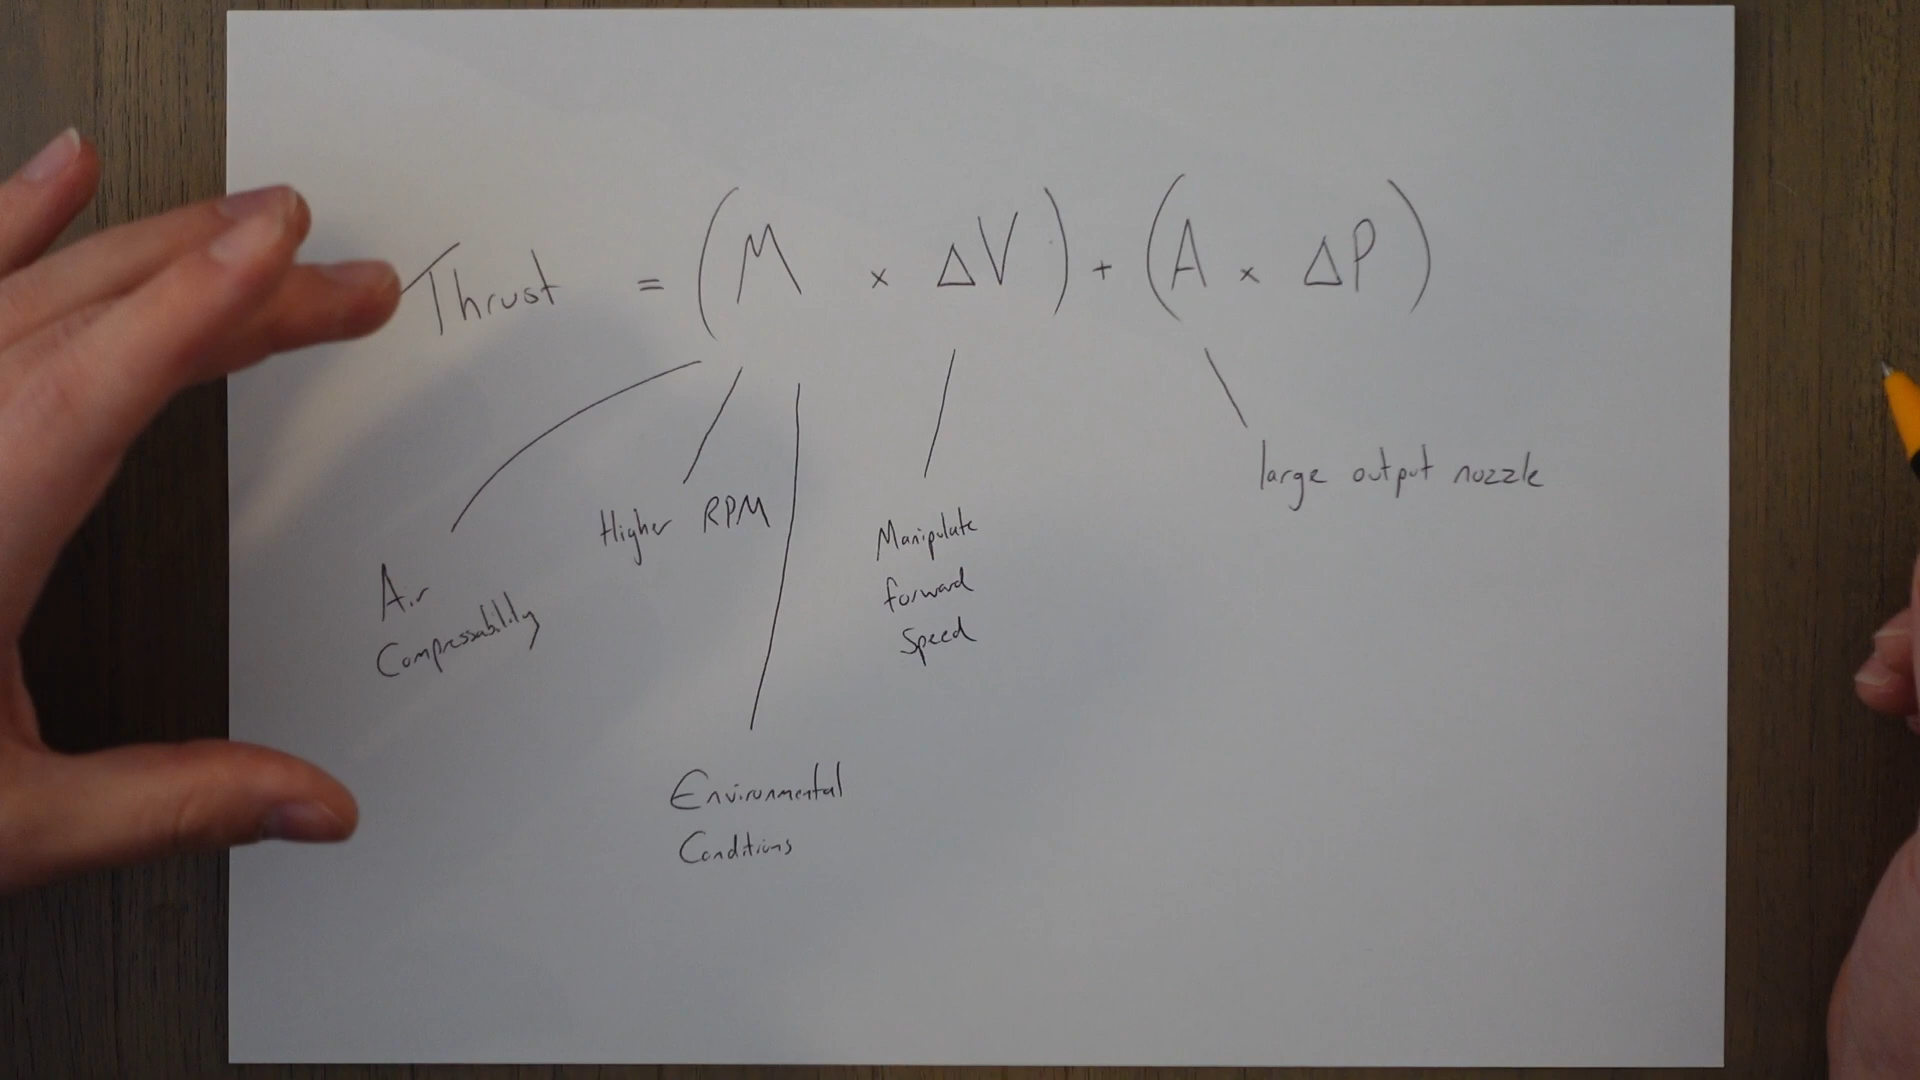 Thrust = (M x ΔV) + (A x ΔP)
large output nozzle
Higher RPM
Manipulate
forward
Speed
Air
Compressability
Environmental
Conditions